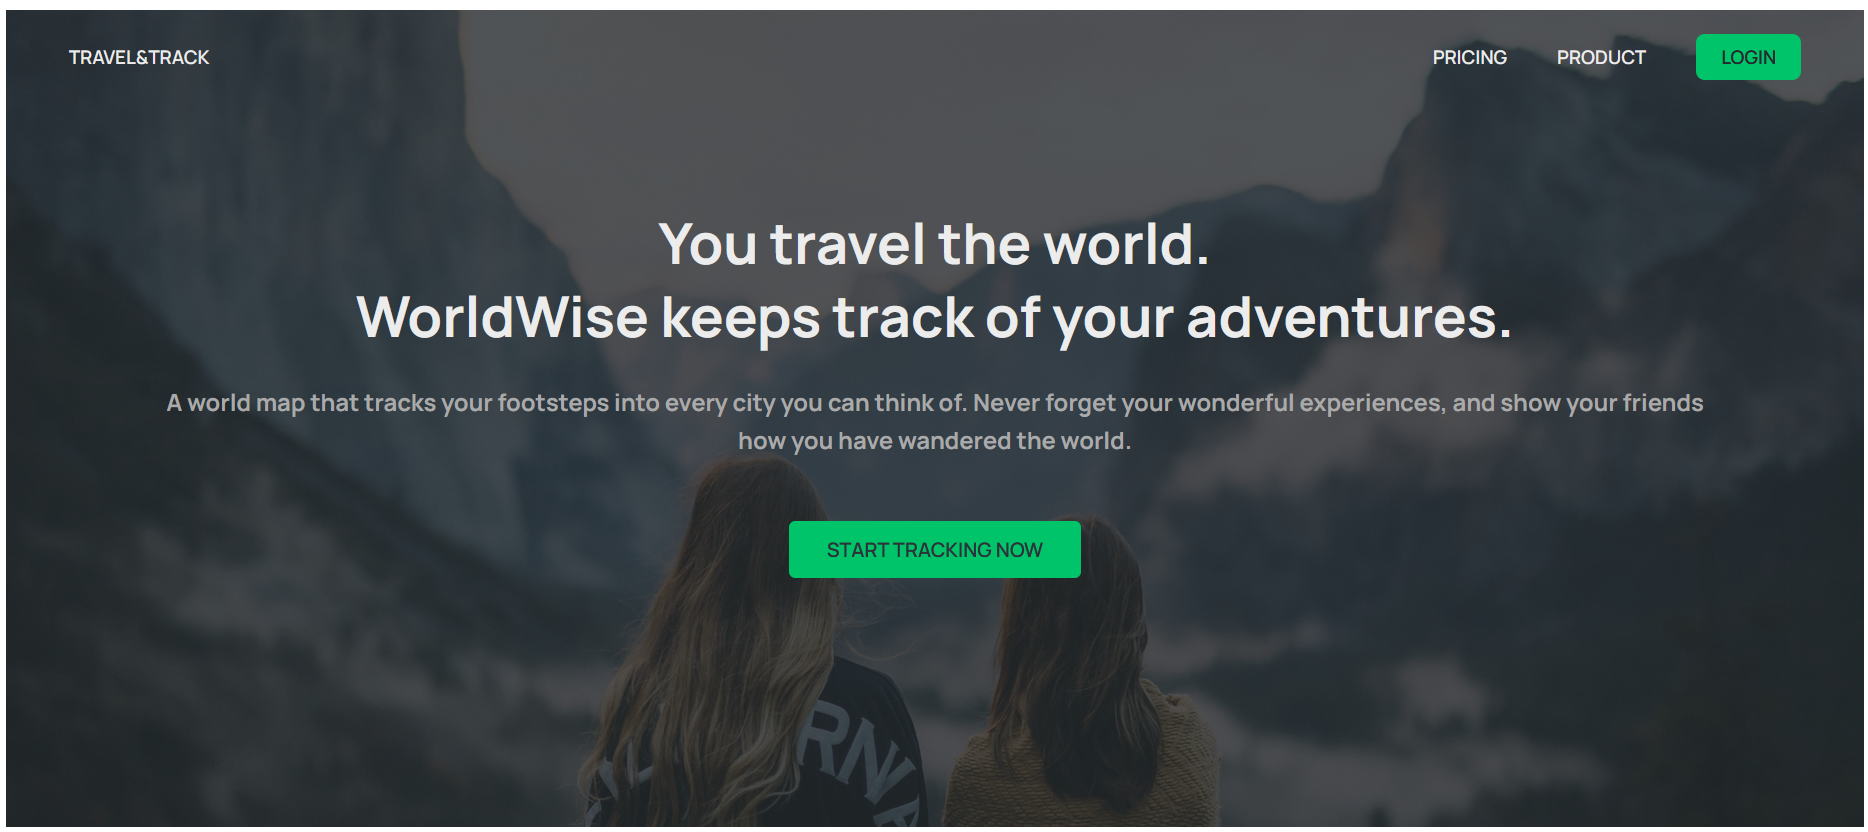 TRAVEL&TRACK
PRICING
PRODUCT
LOGIN
You travel the world.
WorldWise keeps track of your adventures.
A world map that tracks your footsteps into every city you can think of. Never forget your wonderful experiences, and show your friends
how you have wandered the world.
START TRACKING NOW